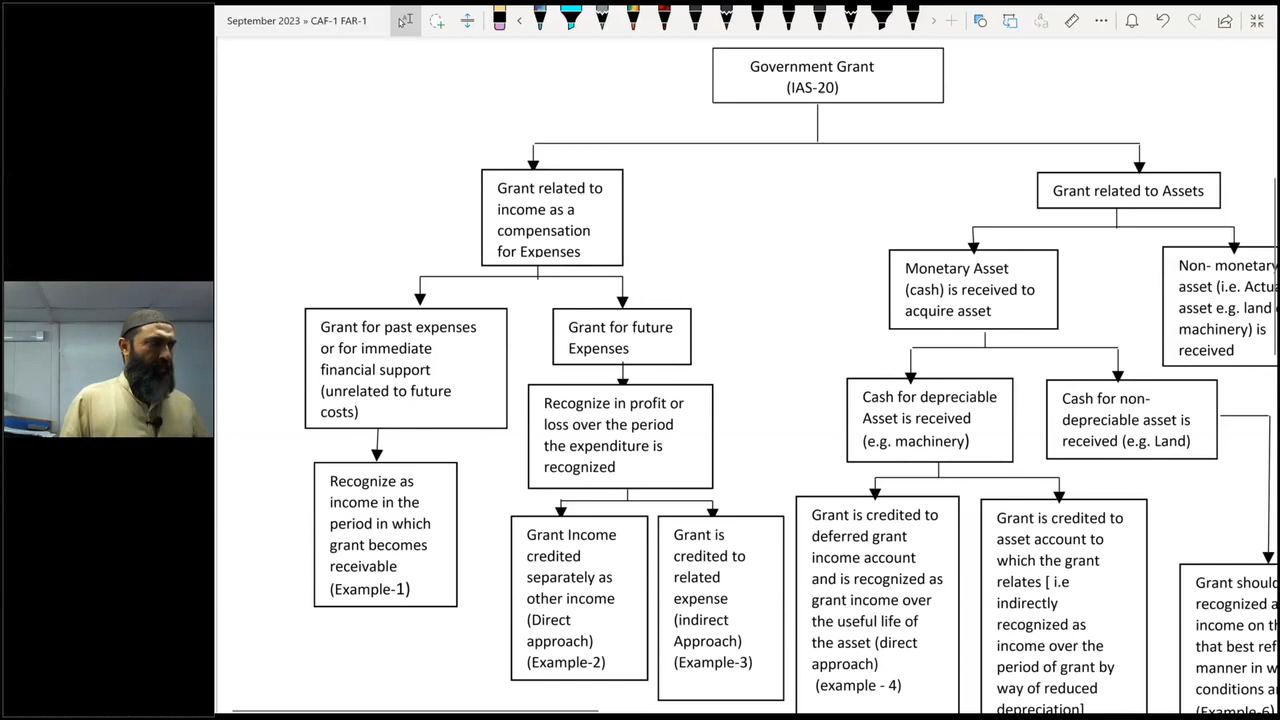 September 2023 » CAF-1 FAR-1
Government Grant
(IAS-20)
Grant related to
income as a
compensation
for Expenses
Grant related to Assets
Grant for past expenses
or for immediate
financial support
(unrelated to future
costs)
Grant for future
Expenses
Monetary Asset
(cash) is received to
acquire asset
Non- monetary
asset (i.e. Actu
asset e.g. land
machinery) is
received
Recognize as
income in the
period in which
grant becomes
receivable
(Example-1)
Recognize in profit or
loss over the period
the expenditure is
recognized
Cash for depreciable
Asset is received
(e.g. machinery)
Cash for non-
depreciable asset is
received (e.g. Land)
Grant Income
credited
separately as
other income
(Direct
approach)
(Example-2)
Grant is
credited to
related
expense
(indirect
Approach)
(Example-3)
Grant is credited to
deferred grant
income account
and is recognized as
grant income over
the useful life of
the asset (direct
approach)
(example - 4)
Grant is credited to
asset account to
which the grant
relates [ i.e
indirectly
recognized as
income over the
period of grant by
way of reduced
depreciation]
Grant shoul
recognized a
income on th
that best ref
manner in w
conditions a
(Example-6)